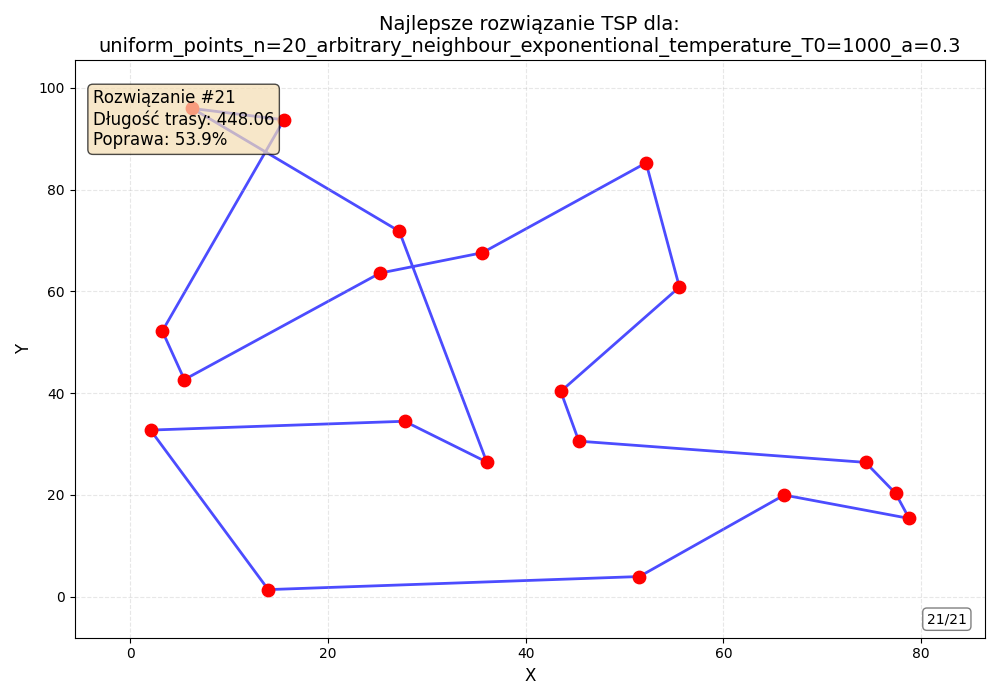 Najlepsze rozwiązanie TSP dla:
uniform_points_n=20_arbitrary_neighbour_exponentional_temperature_T0=1000_a=0.3
Rozwiązanie #21
Długość trasy: 448.06
Poprawa: 53.9%
100
80
60
40
20
0
Y
21/21
0 20 40 60 80
X